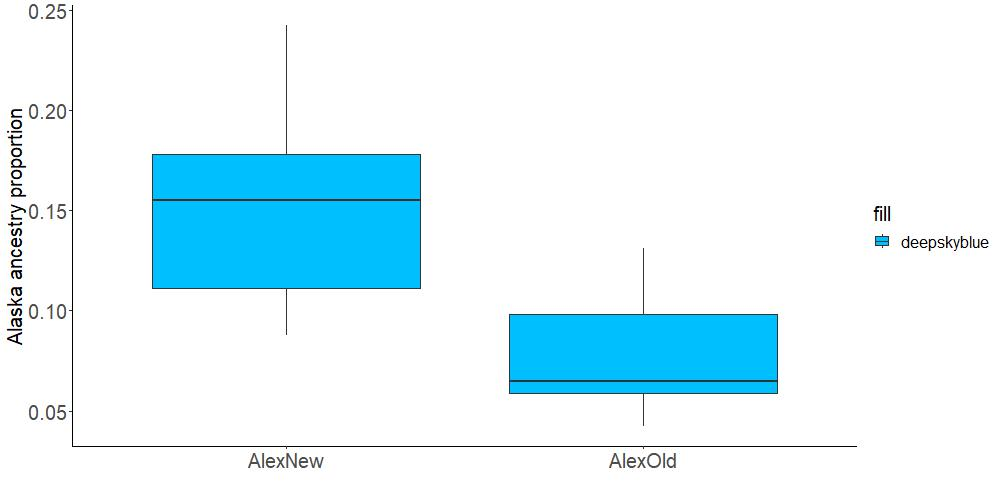 Alaska ancestry proportion
0.25
0.20
0.15
0.10
0.05
AlexNew
AlexOld
fill
deepskyblue